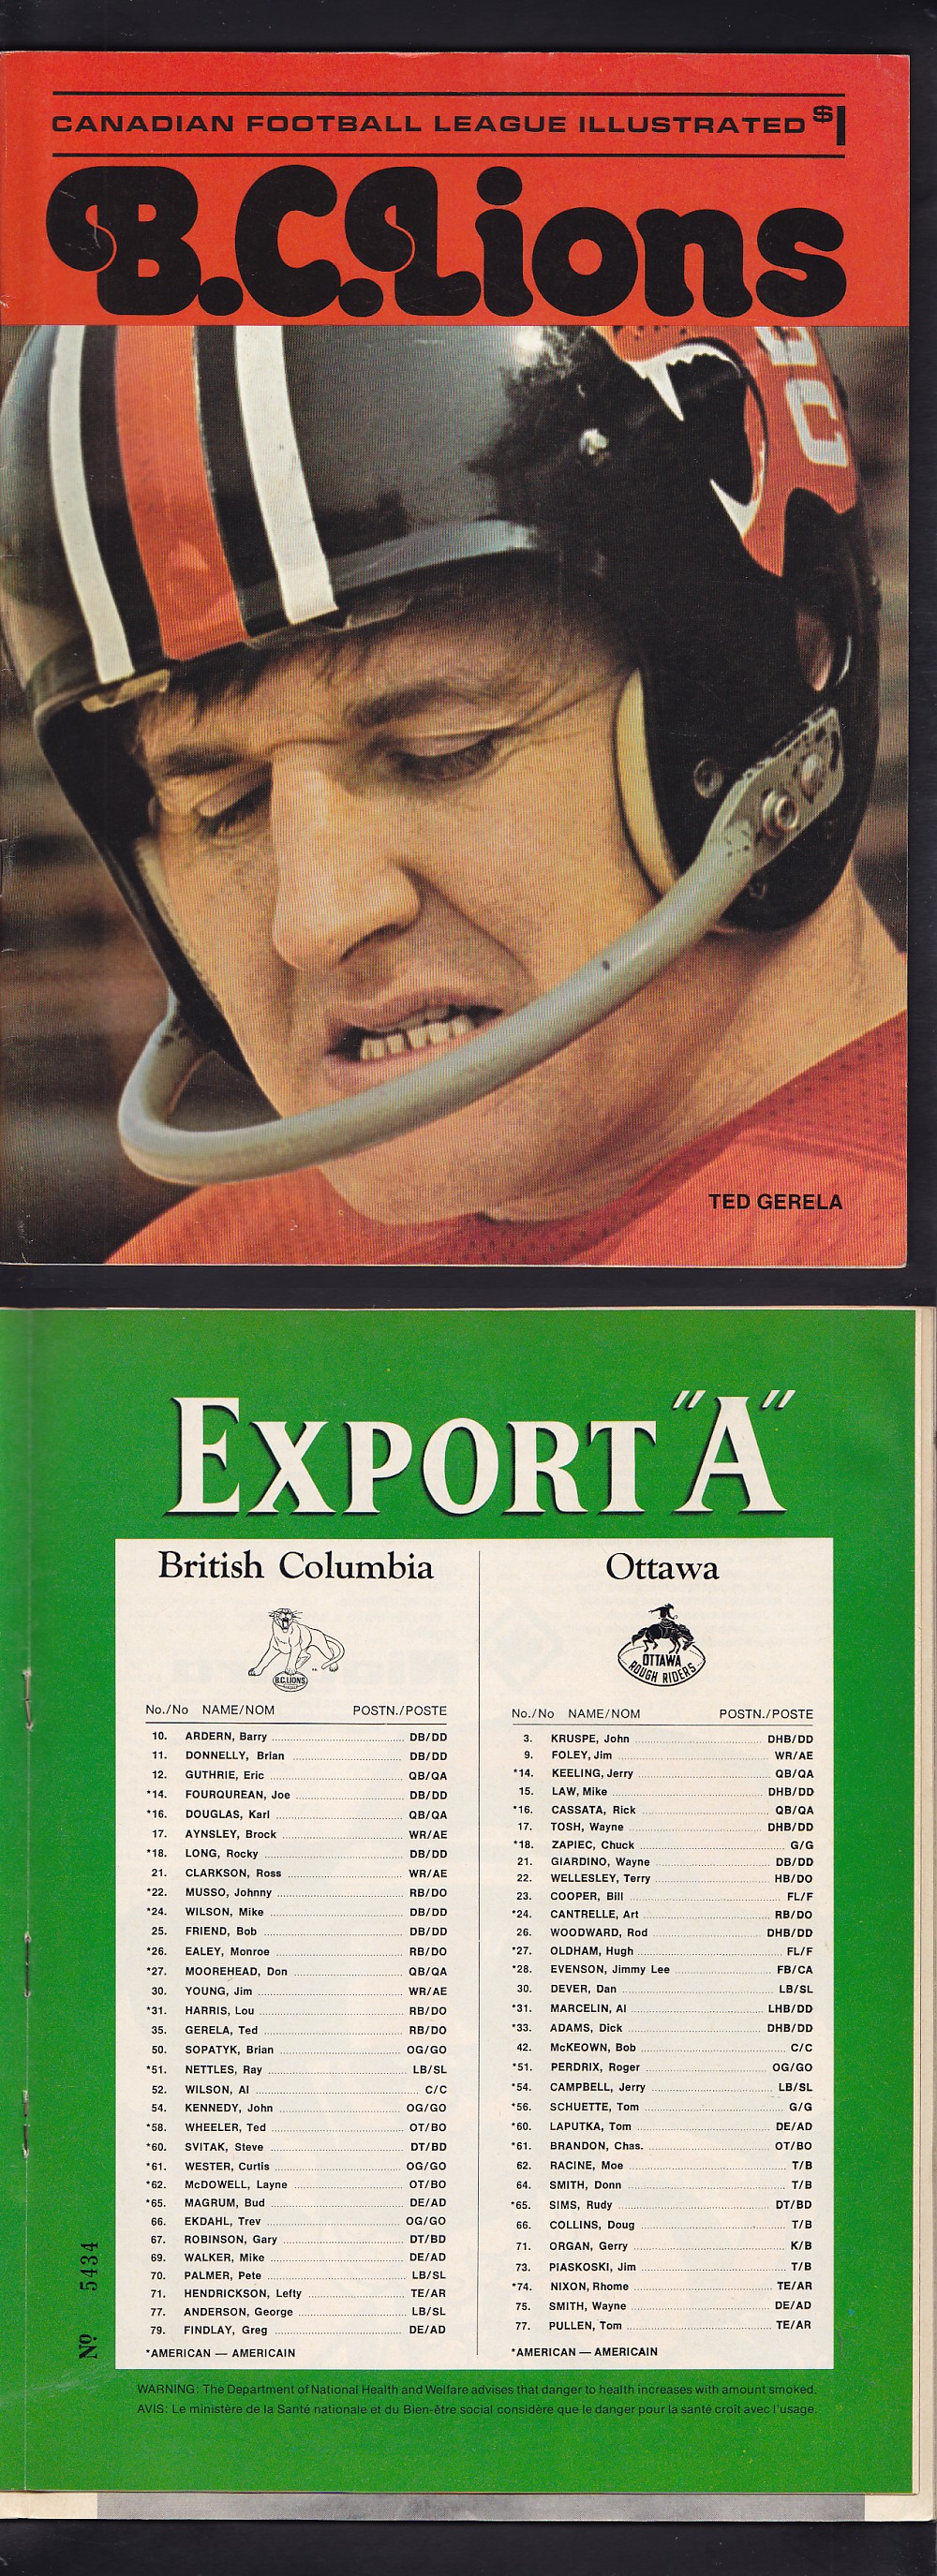 CANADIAN FOOTBALL LEAGUE ILLUSTRATED $1
B.C.Lions
BC
TED GERELA
EXPORT "A"
British Columbia
B.C. LIONS
No./No NAME/NOM POSTN./POSTE
10. ARDERN, Barry DB/DD
11. DONNELLY, Brian DB/DD
12. GUTHRIE, Eric QB/QA
*14. FOURQUREAN, Joe DB/DD
*16. DOUGLAS, Karl QB/QA
17. AYNSLEY, Brock WR/AE
*18. LONG, Rocky DB/DD
21. CLARKSON, Ross WR/AE
*22. MUSSO, Johnny RB/DO
*24. WILSON, Mike DB/DD
25. FRIEND, Bob DB/DD
*26. EALEY, Monroe RB/DO
*27. MOOREHEAD, Don QB/QA
30. YOUNG, Jim WR/AE
*31. HARRIS, Lou RB/DO
35. GERELA, Ted RB/DO
50. SOPATYK, Brian OG/GO
*51. NETTLES, Ray LB/SL
52. WILSON, Al C/C
54. KENNEDY, John OG/GO
*58. WHEELER, Ted OT/BO
*60. SVITAK, Steve DT/BD
*61. WESTER, Curtis OG/GO
*62. McDOWELL, Layne OT/BO
*65. MAGRUM, Bud DE/AD
66. EKDAHL, Trev OG/GO
67. ROBINSON, Gary DT/BD
69. WALKER, Mike DE/AD
70. PALMER, Pete LB/SL
71. HENDRICKSON, Lefty TE/AR
77. ANDERSON, George LB/SL
79. FINDLAY, Greg DE/AD
*AMERICAN — AMERICAIN
Ottawa
OTTAWA
ROUGH RIDERS
No./No NAME/NOM POSTN./POSTE
3. KRUSPE, John DHB/DD
9. FOLEY, Jim WR/AE
*14. KEELING, Jerry QB/QA
15. LAW, Mike DHB/DD
*16. CASSATA, Rick QB/QA
17. TOSH, Wayne DHB/DD
*18. ZAPIEC, Chuck G/G
21. GIARDINO, Wayne DB/DD
22. WELLESLEY, Terry HB/DO
23. COOPER, Bill FL/F
*24. CANTRELLE, Art RB/DO
26. WOODWARD, Rod DHB/DD
*27. OLDHAM, Hugh FL/F
*28. EVENSON, Jimmy Lee FB/CA
30. DEVER, Dan LB/SL
*31. MARCELIN, Al LHB/DD
*33. ADAMS, Dick DHB/DD
42. McKEOWN, Bob C/C
*51. PERDRIX, Roger OG/GO
*54. CAMPBELL, Jerry LB/SL
*56. SCHUETTE, Tom G/G
*60. LAPUTKA, Tom DE/AD
*61. BRANDON, Chas. OT/BO
62. RACINE, Moe T/B
64. SMITH, Donn T/B
*65. SIMS, Rudy DT/BD
66. COLLINS, Doug T/B
71. ORGAN, Gerry K/B
73. PIASKOSKI, Jim T/B
*74. NIXON, Rhome TE/AR
75. SMITH, Wayne DE/AD
77. PULLEN, Tom TE/AR
*AMERICAN — AMERICAIN
Nº 5434
WARNING: The Department of National Health and Welfare advises that danger to health increases with amount smoked.
AVIS: Le ministère de la Santé nationale et du Bien-être social considère que le danger pour la santé croît avec l'usage.